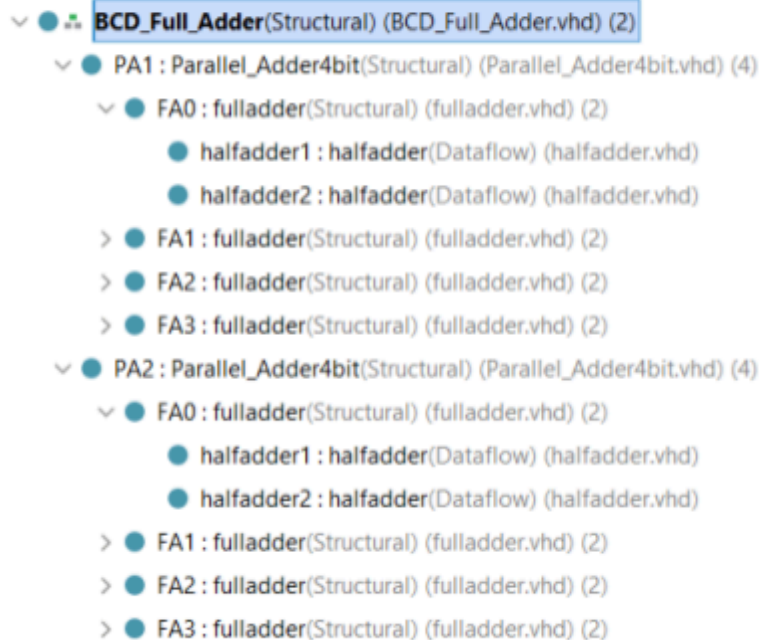 BCD_Full_Adder(Structural) (BCD_Full_Adder.vhd) (2)
PA1 : Parallel_Adder4bit(Structural) (Parallel_Adder4bit.vhd) (4)
FA0 : fulladder(Structural) (fulladder.vhd) (2)
halfadder1 : halfadder(Dataflow) (halfadder.vhd)
halfadder2 : halfadder(Dataflow) (halfadder.vhd)
FA1 : fulladder(Structural) (fulladder.vhd) (2)
FA2 : fulladder(Structural) (fulladder.vhd) (2)
FA3 : fulladder(Structural) (fulladder.vhd) (2)
PA2 : Parallel_Adder4bit(Structural) (Parallel_Adder4bit.vhd) (4)
FA0 : fulladder(Structural) (fulladder.vhd) (2)
halfadder1 : halfadder(Dataflow) (halfadder.vhd)
halfadder2 : halfadder(Dataflow) (halfadder.vhd)
FA1 : fulladder(Structural) (fulladder.vhd) (2)
FA2 : fulladder(Structural) (fulladder.vhd) (2)
FA3 : fulladder(Structural) (fulladder.vhd) (2)